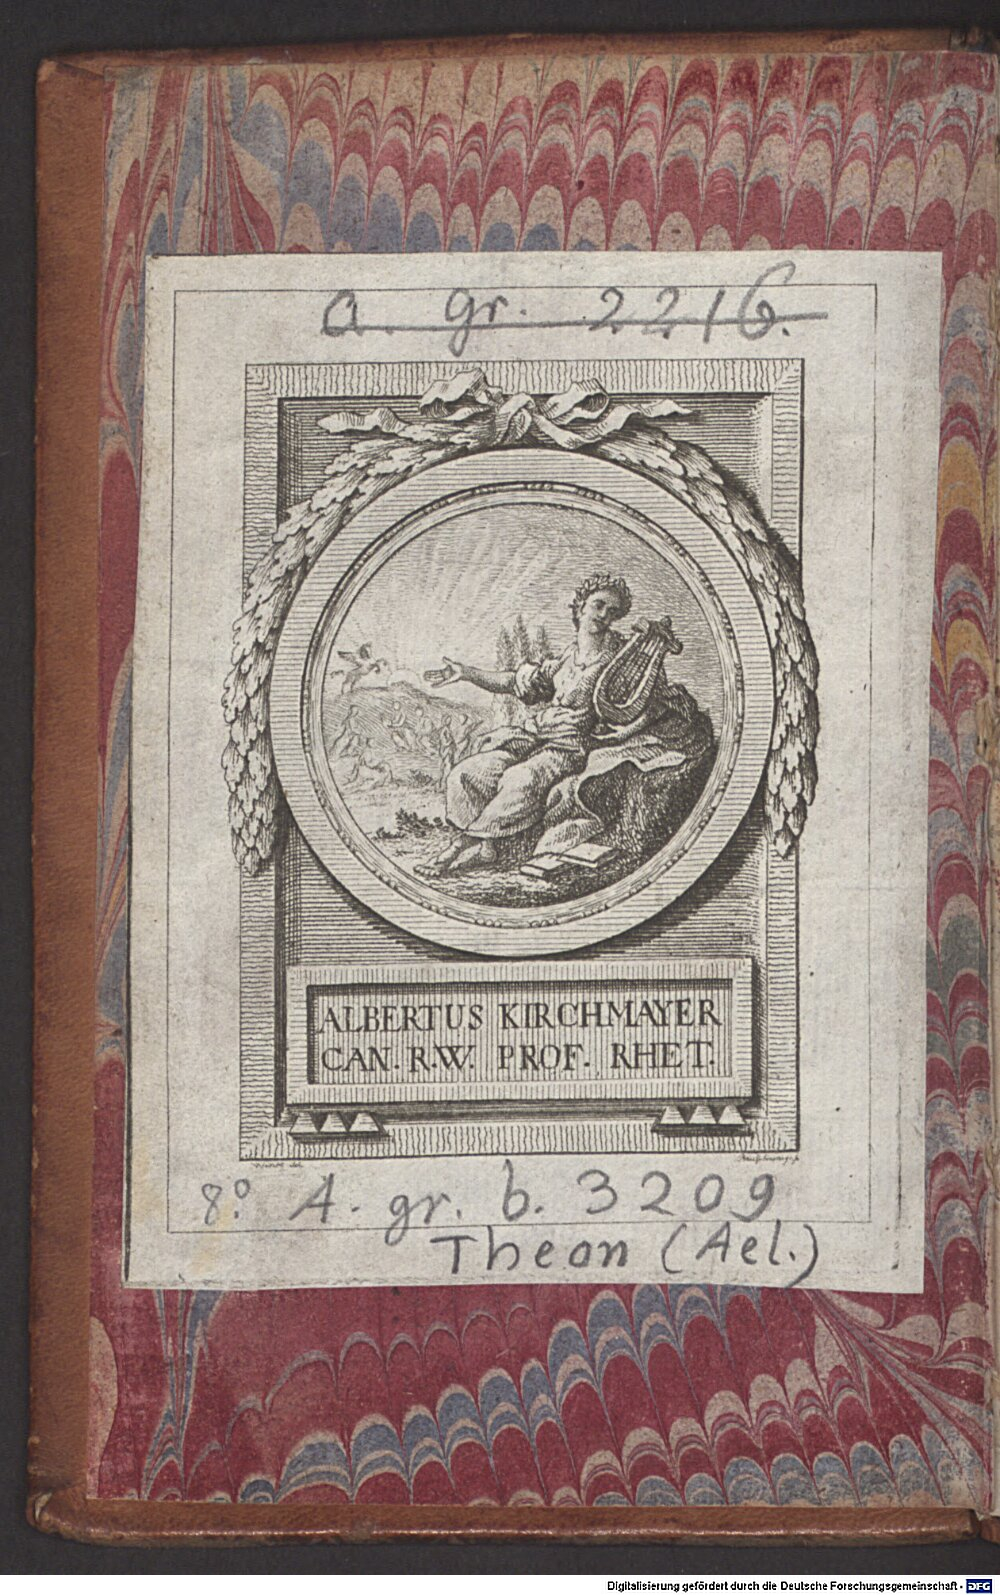 a. gr. 2216.
ALBERTUS KIRCHMAYER
CAN. R.W. PROF. RHET.
8° A. gr. b. 3209
Theon (Ael.)
Digitalisierung gefördert durch die Deutsche Forschungsgemeinschaft - DFG